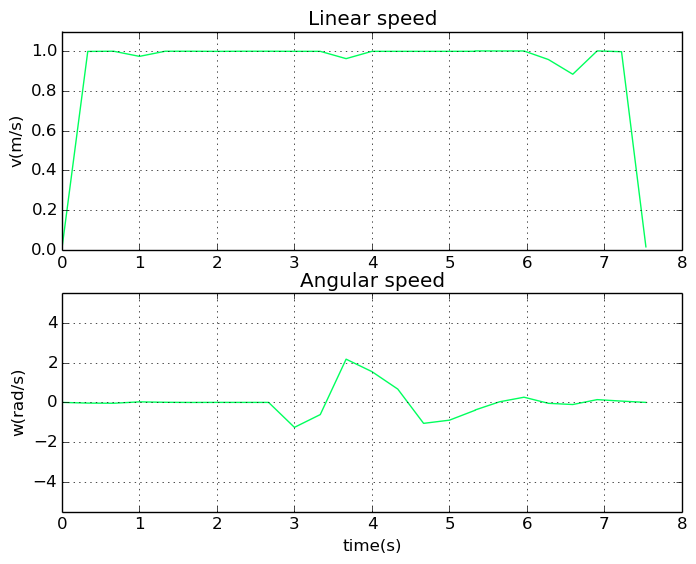 Linear speed
1.0
0.8
0.6
0.4
0.2
0.0
v(m/s)
0 1 2 3 4 5 6 7 8
Angular speed
4
2
0
−2
−4
w(rad/s)
0 1 2 3 4 5 6 7 8
time(s)